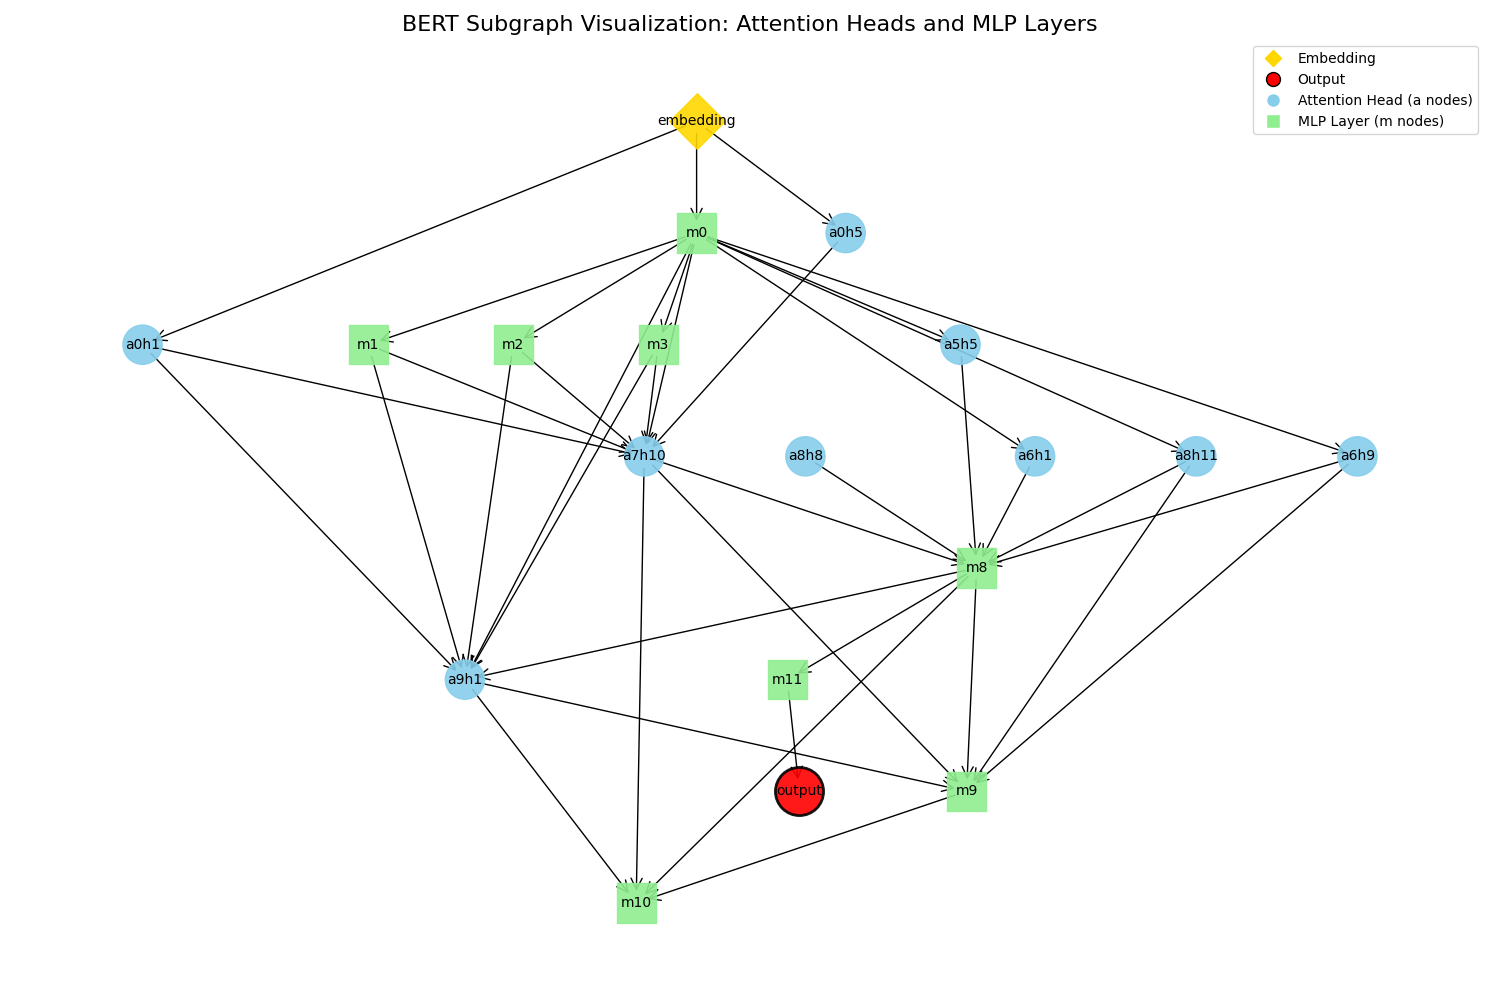 BERT Subgraph Visualization: Attention Heads and MLP Layers
Embedding
Output
Attention Head (a nodes)
MLP Layer (m nodes)
embedding
m0
a0h5
a0h1
m1
m2
m3
a5h5
a7h10
a8h8
a6h1
a8h11
a6h9
m8
a9h1
m11
output
m9
m10